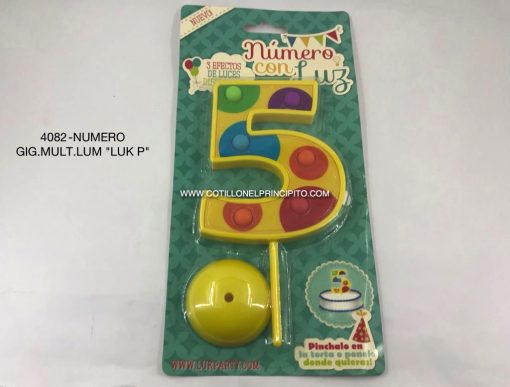 NUEVO!
Número
con
Luz
3 EFECTOS
DE LUCES
4082-NUMERO
GIG.MULT.LUM "LUK P"
5
WWW.COTILLONELPRINCIPITO.COM
Pinchalo en
la torta o ponelo
donde quieras!
WWW.LUKPARTY.COM